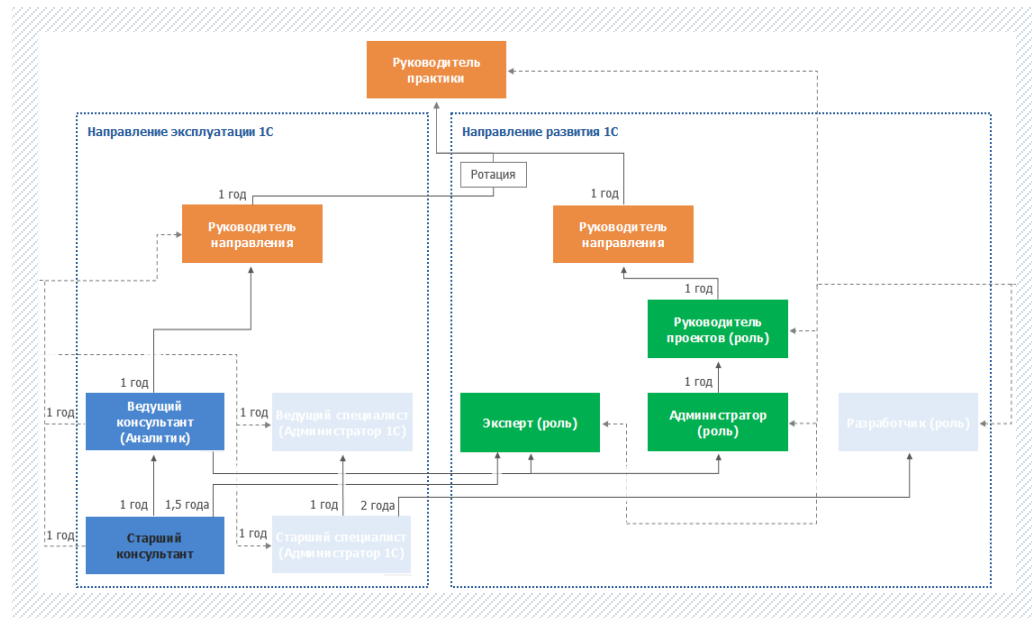 Руководитель
практики
Направление эксплуатации 1С
Направление развития 1С
Ротация
1 год
1 год
Руководитель
направления
Руководитель
направления
1 год
Руководитель
проектов (роль)
1 год
1 год
1 год
1 год
Ведущий
консультант
(Аналитик)
Ведущий специалист
(Администратор 1С)
Эксперт (роль)
Администратор
(роль)
Разработчик (роль)
1 год
1,5 года
1 год
2 года
1 год
1 год
Старший
консультант
Старший специалист
(Администратор 1С)